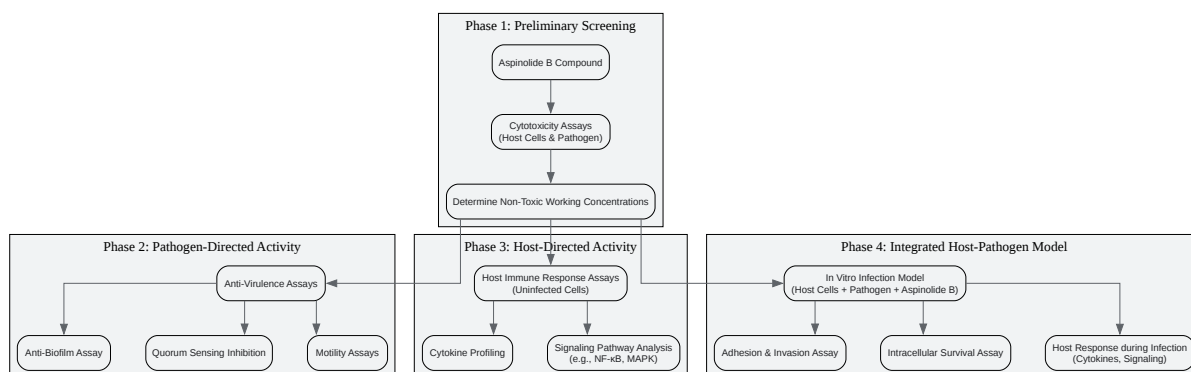 Phase 1: Preliminary Screening
Aspinolide B Compound
Cytotoxicity Assays
(Host Cells & Pathogen)
Determine Non-Toxic Working Concentrations
Phase 2: Pathogen-Directed Activity
Anti-Virulence Assays
Anti-Biofilm Assay
Quorum Sensing Inhibition
Motility Assays
Phase 3: Host-Directed Activity
Host Immune Response Assays
(Uninfected Cells)
Cytokine Profiling
Signaling Pathway Analysis
(e.g., NF-κB, MAPK)
Phase 4: Integrated Host-Pathogen Model
In Vitro Infection Model
(Host Cells + Pathogen + Aspinolide B)
Adhesion & Invasion Assay
Intracellular Survival Assay
Host Response during Infection
(Cytokines, Signaling)